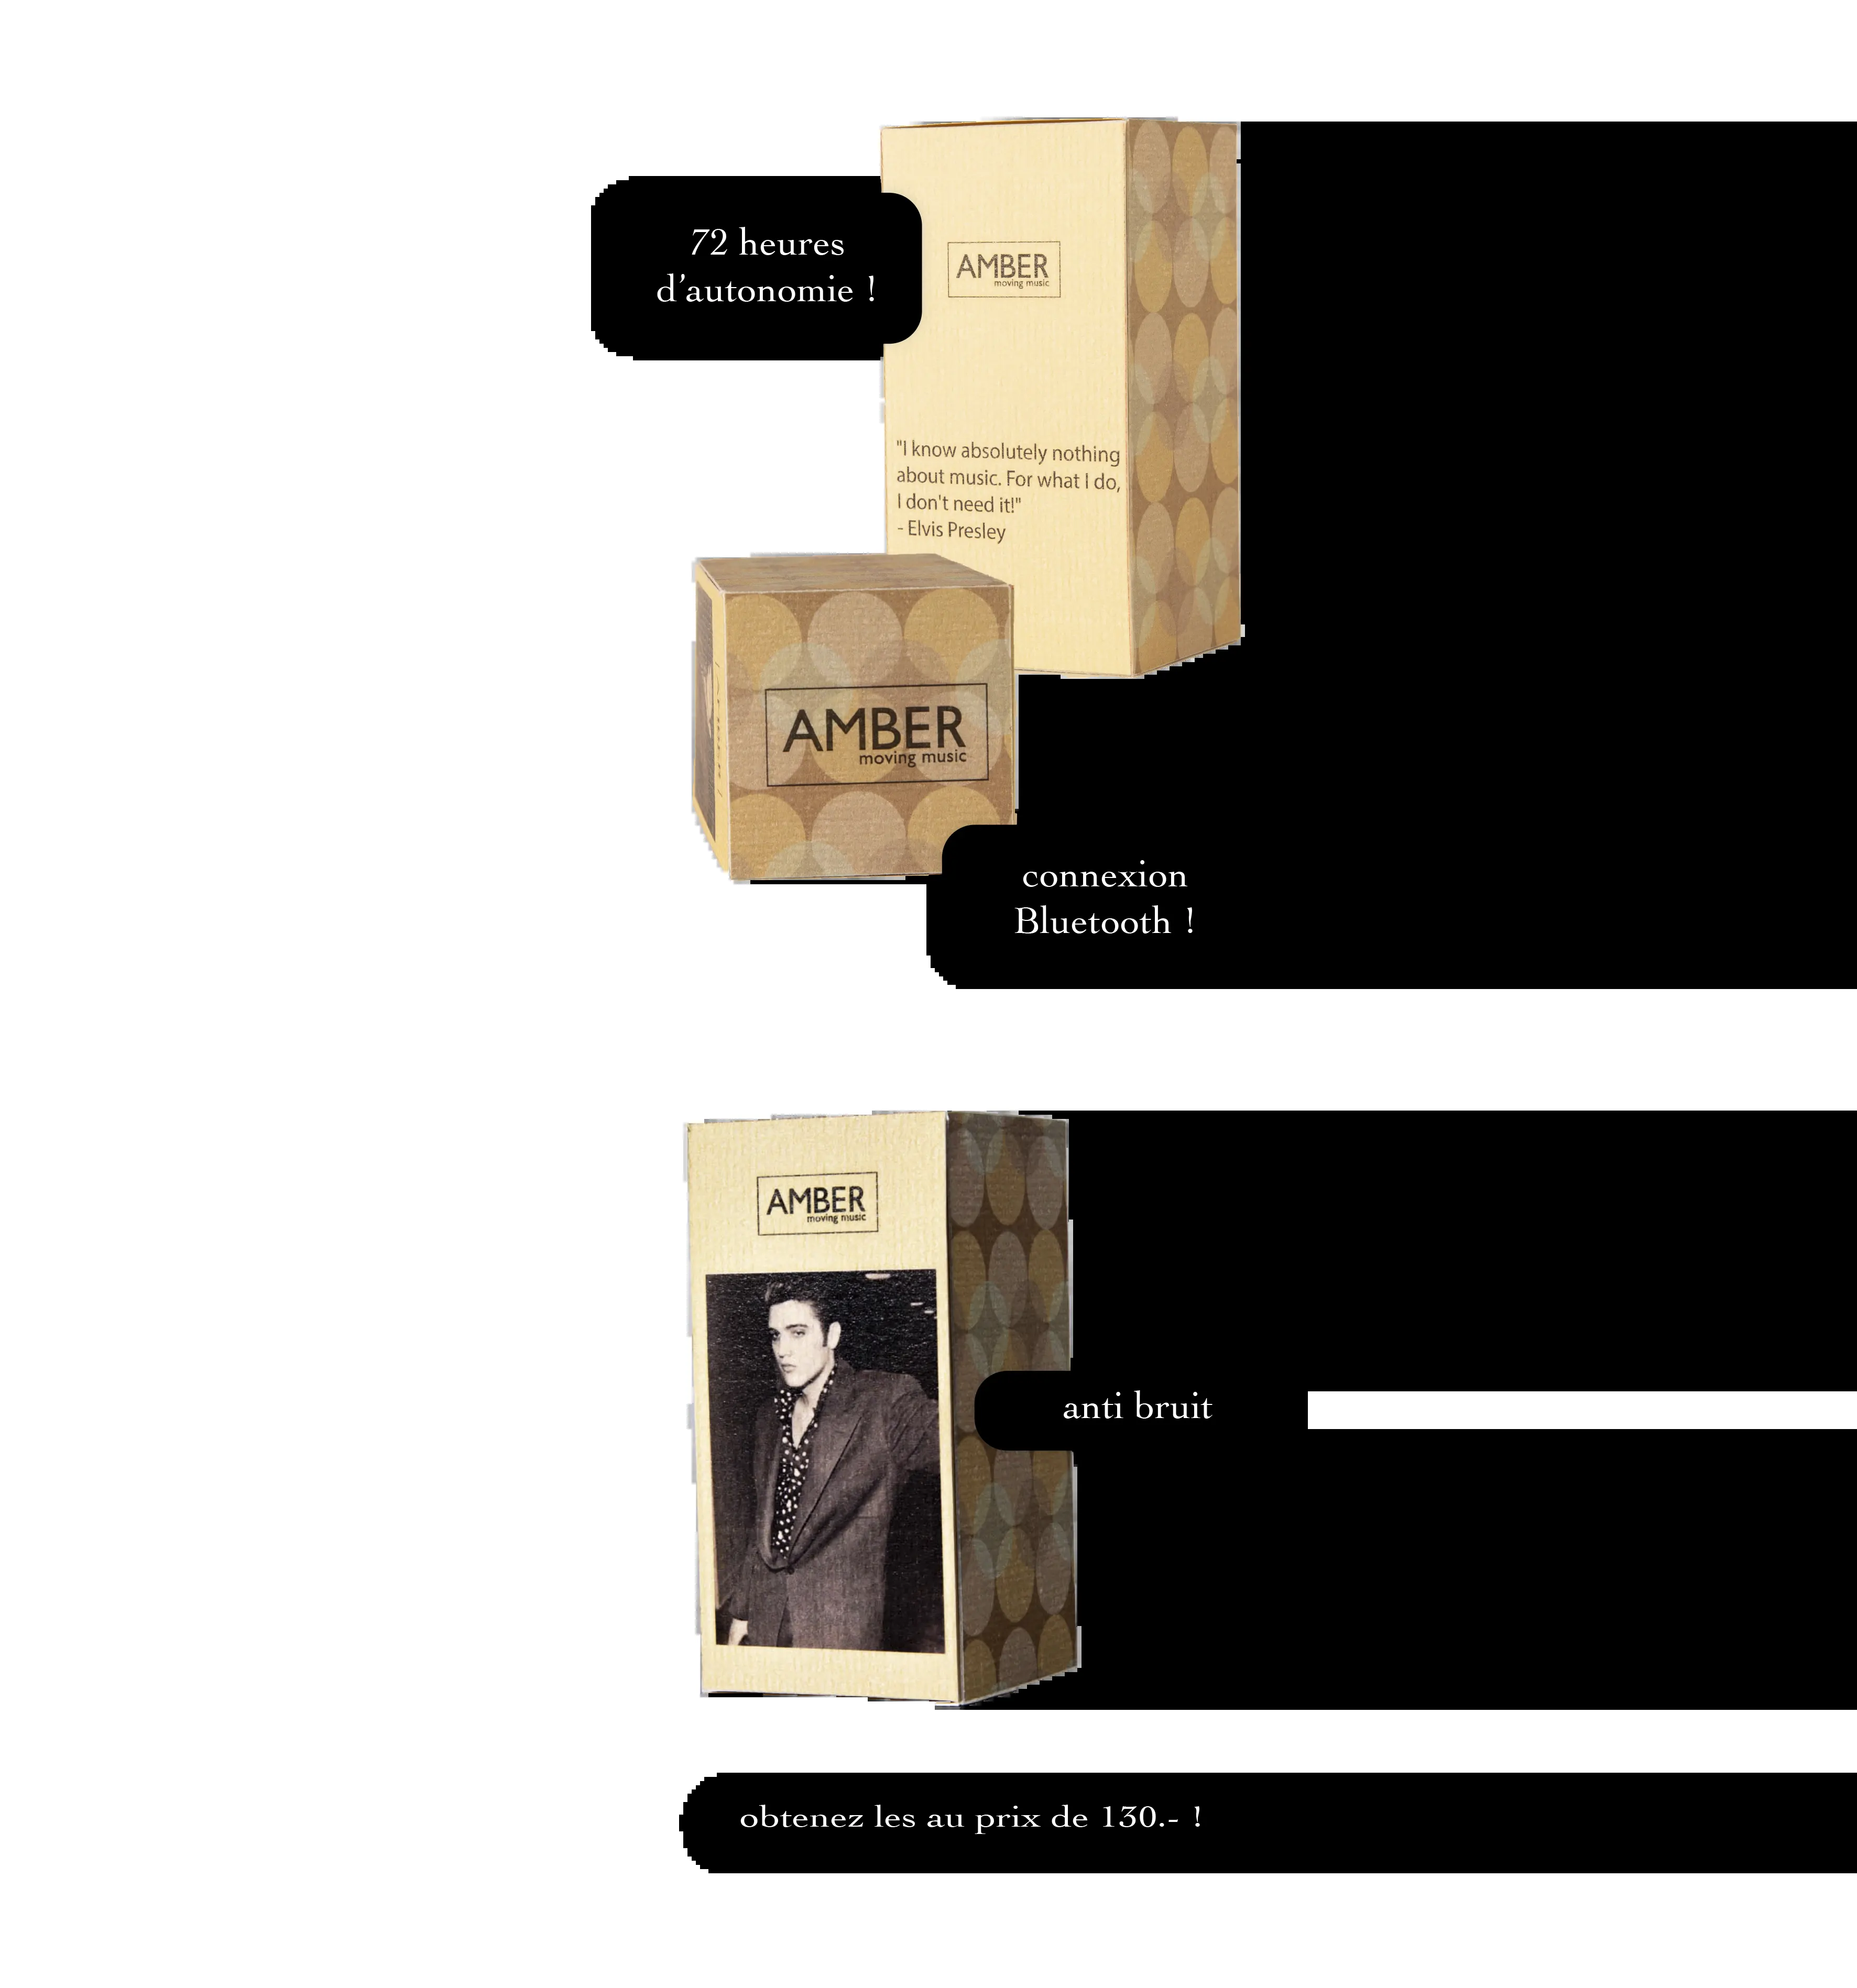 72 heures
d’autonomie !
AMBER
moving music
"I know absolutely nothing
about music. For what I do,
I don't need it!"
- Elvis Presley
AMBER
moving music
connexion
Bluetooth !
AMBER
moving music
anti bruit
obtenez les au prix de 130.- !